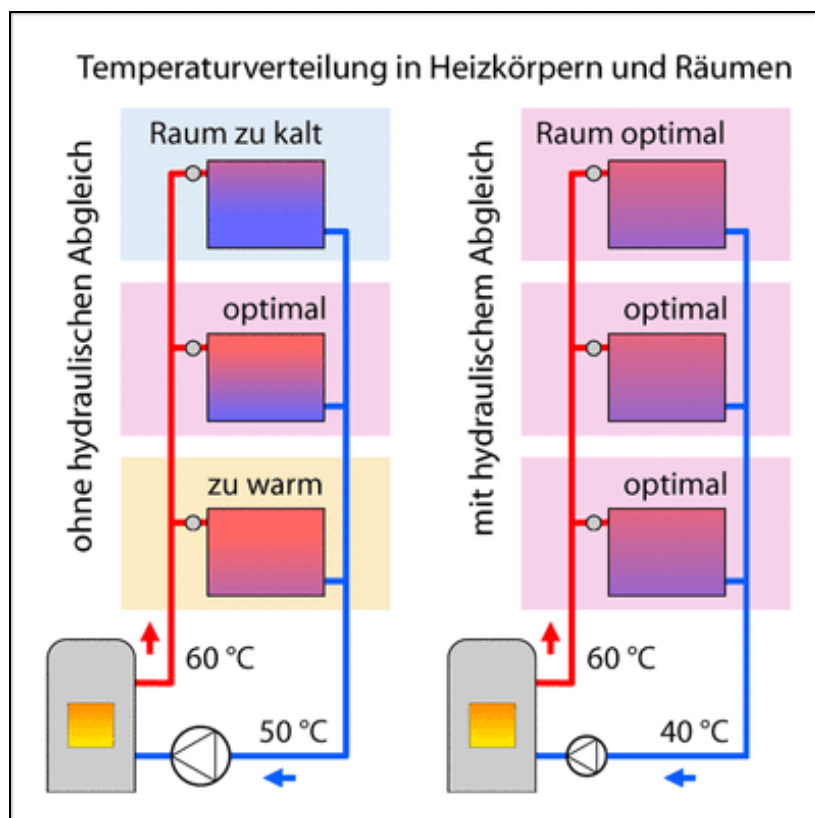 Temperaturverteilung in Heizkörpern und Räumen
ohne hydraulischen Abgleich
Raum zu kalt
optimal
zu warm
60 °C
50 °C
mit hydraulischem Abgleich
Raum optimal
optimal
optimal
60 °C
40 °C